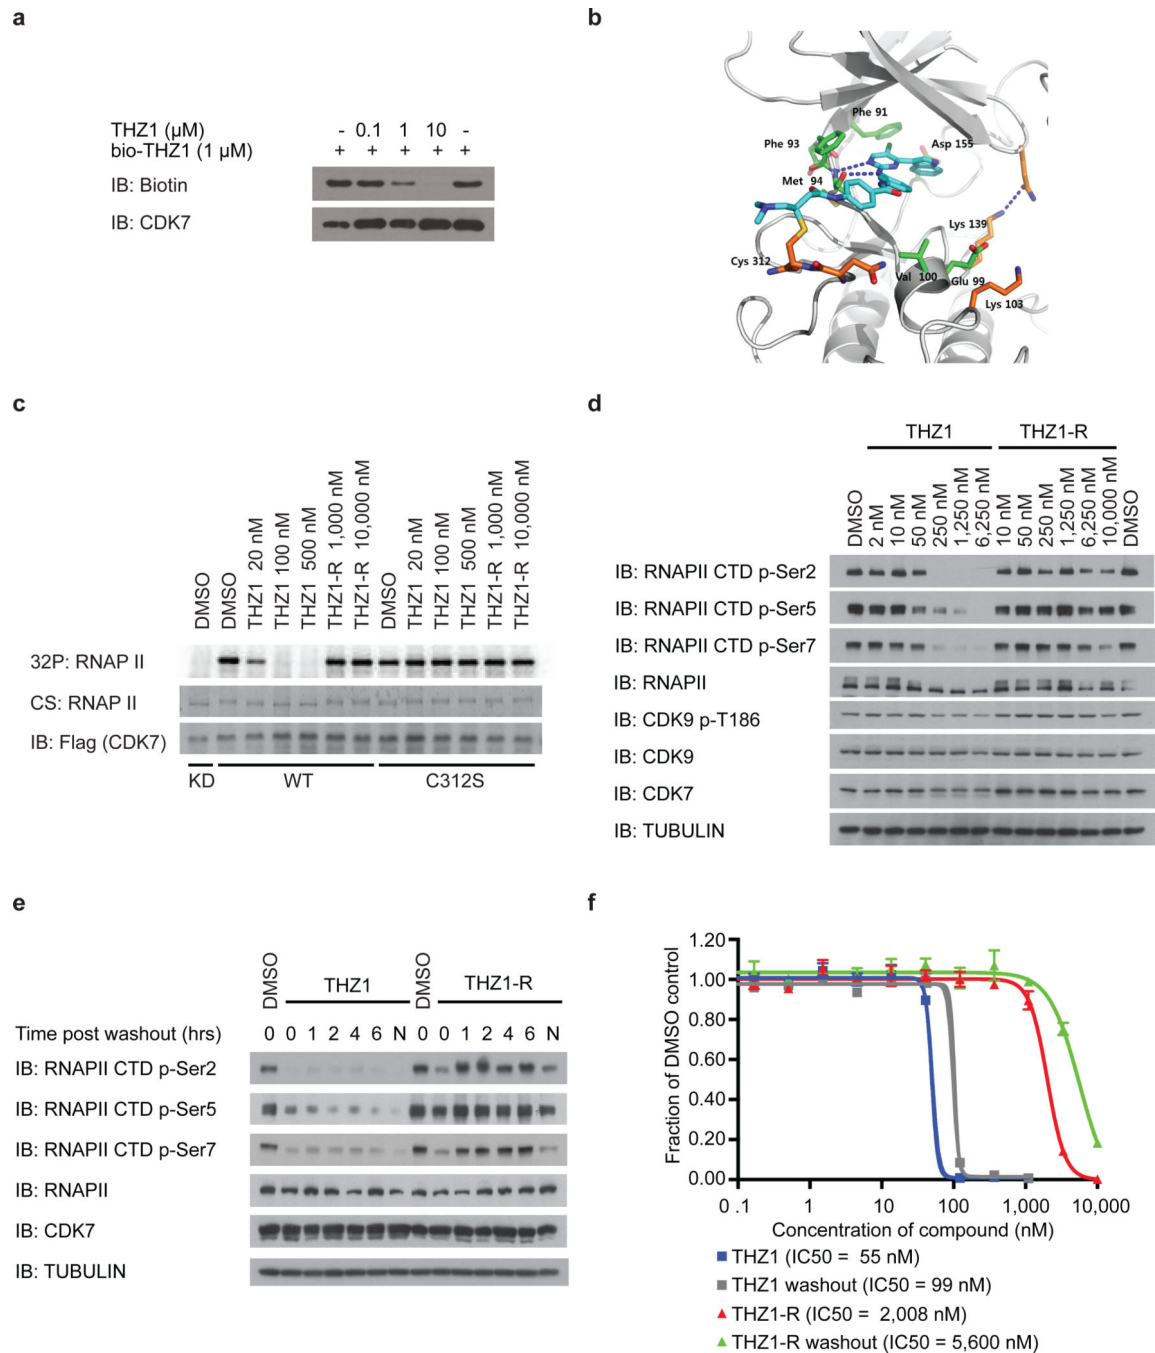 a
THZ1 (µM) - 0.1 1 10 -
bio-THZ1 (1 µM) + + + + +
IB: Biotin
IB: CDK7
b
Phe 91
Phe 93
Asp 155
Met 94
Lys 139
Cys 312
Val 100
Glu 99
Lys 103
c
DMSO
DMSO
THZ1 20 nM
THZ1 100 nM
THZ1 500 nM
THZ1-R 1,000 nM
THZ1-R 10,000 nM
DMSO
THZ1 20 nM
THZ1 100 nM
THZ1 500 nM
THZ1-R 1,000 nM
THZ1-R 10,000 nM
32P: RNAP II
CS: RNAP II
IB: Flag (CDK7)
KD WT C312S
d
THZ1 THZ1-R
DMSO
2 nM
10 nM
50 nM
250 nM
1,250 nM
6,250 nM
10 nM
50 nM
250 nM
1,250 nM
6,250 nM
10,000 nM
DMSO
IB: RNAPII CTD p-Ser2
IB: RNAPII CTD p-Ser5
IB: RNAPII CTD p-Ser7
IB: RNAPII
IB: CDK9 p-T186
IB: CDK9
IB: CDK7
IB: TUBULIN
e
DMSO THZ1 DMSO THZ1-R
Time post washout (hrs) 0 0 1 2 4 6 N 0 0 1 2 4 6 N
IB: RNAPII CTD p-Ser2
IB: RNAPII CTD p-Ser5
IB: RNAPII CTD p-Ser7
IB: RNAPII
IB: CDK7
IB: TUBULIN
f
Fraction of DMSO control
1.20
1.00
0.80
0.60
0.40
0.20
0.00
0.1 1 10 100 1,000 10,000
Concentration of compound (nM)
THZ1 (IC50 = 55 nM)
THZ1 washout (IC50 = 99 nM)
THZ1-R (IC50 = 2,008 nM)
THZ1-R washout (IC50 = 5,600 nM)